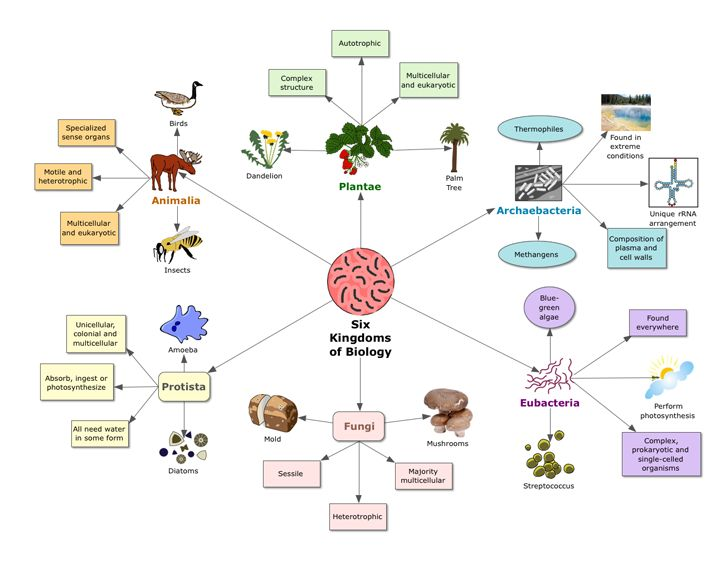 Autotrophic
Complex
structure
Multicellular
and eukaryotic
Dandelion
Plantae
Palm
Tree
Birds
Specialized
sense organs
Motile and
heterotrophic
Multicellular
and eukaryotic
Animalia
Insects
Thermophiles
Found in
extreme
conditions
Archaebacteria
Unique rRNA
arrangement
Methangens
Composition of
plasma and
cell walls
Six
Kingdoms
of Biology
Unicellular,
colonial and
multicellular
Amoeba
Absorb, ingest or
photosynthesize
Protista
All need water
in some form
Diatoms
Mold
Fungi
Mushrooms
Sessile
Majority
multicellular
Heterotrophic
Blue-
green
algae
Found
everywhere
Eubacteria
Perform
photosynthesis
Complex,
prokaryotic and
single-celled
organisms
Streptococcus